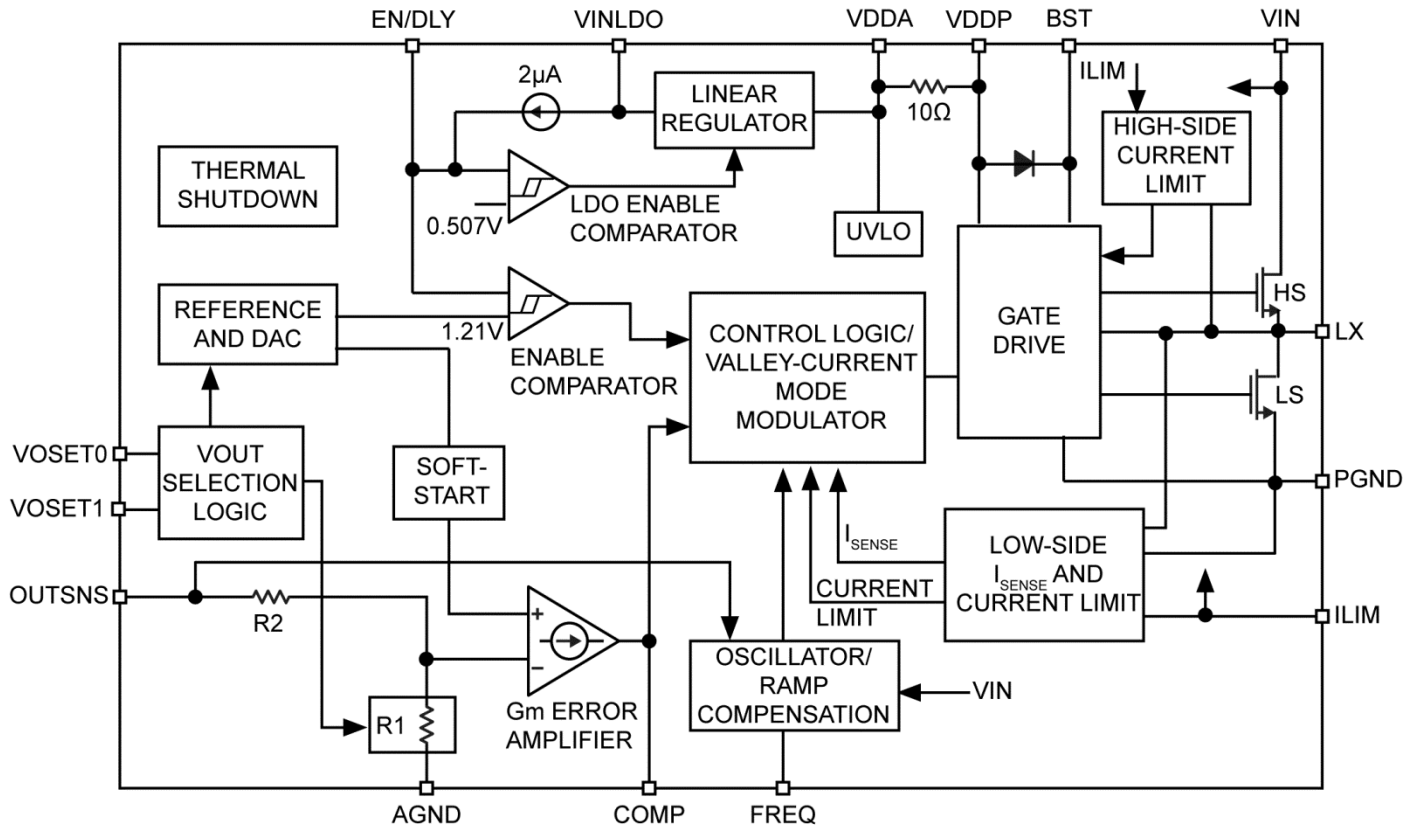 EN/DLY
VINLDO
VDDA
VDDP
BST
VIN
2µA
LINEAR
REGULATOR
10Ω
ILIM
HIGH-SIDE
CURRENT
LIMIT
THERMAL
SHUTDOWN
0.507V
LDO ENABLE
COMPARATOR
UVLO
REFERENCE
AND DAC
1.21V
ENABLE
COMPARATOR
CONTROL LOGIC/
VALLEY-CURRENT
MODE
MODULATOR
GATE
DRIVE
HS
LX
LS
VOSET0
VOSET1
VOUT
SELECTION
LOGIC
SOFT-
START
PGND
ISENSE
CURRENT
LIMIT
LOW-SIDE
ISENSE AND
CURRENT LIMIT
ILIM
OUTSNS
R2
+
−
Gm ERROR
AMPLIFIER
R1
OSCILLATOR/
RAMP
COMPENSATION
VIN
AGND
COMP
FREQ